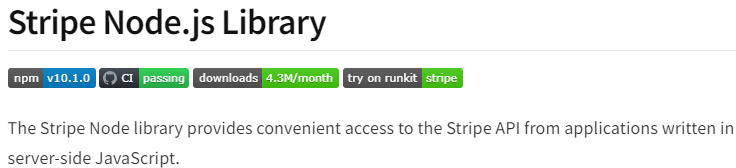 Stripe Node.js Library
npm v10.1.0 CI passing downloads 4.3M/month try on runkit stripe
The Stripe Node library provides convenient access to the Stripe API from applications written in
server-side JavaScript.